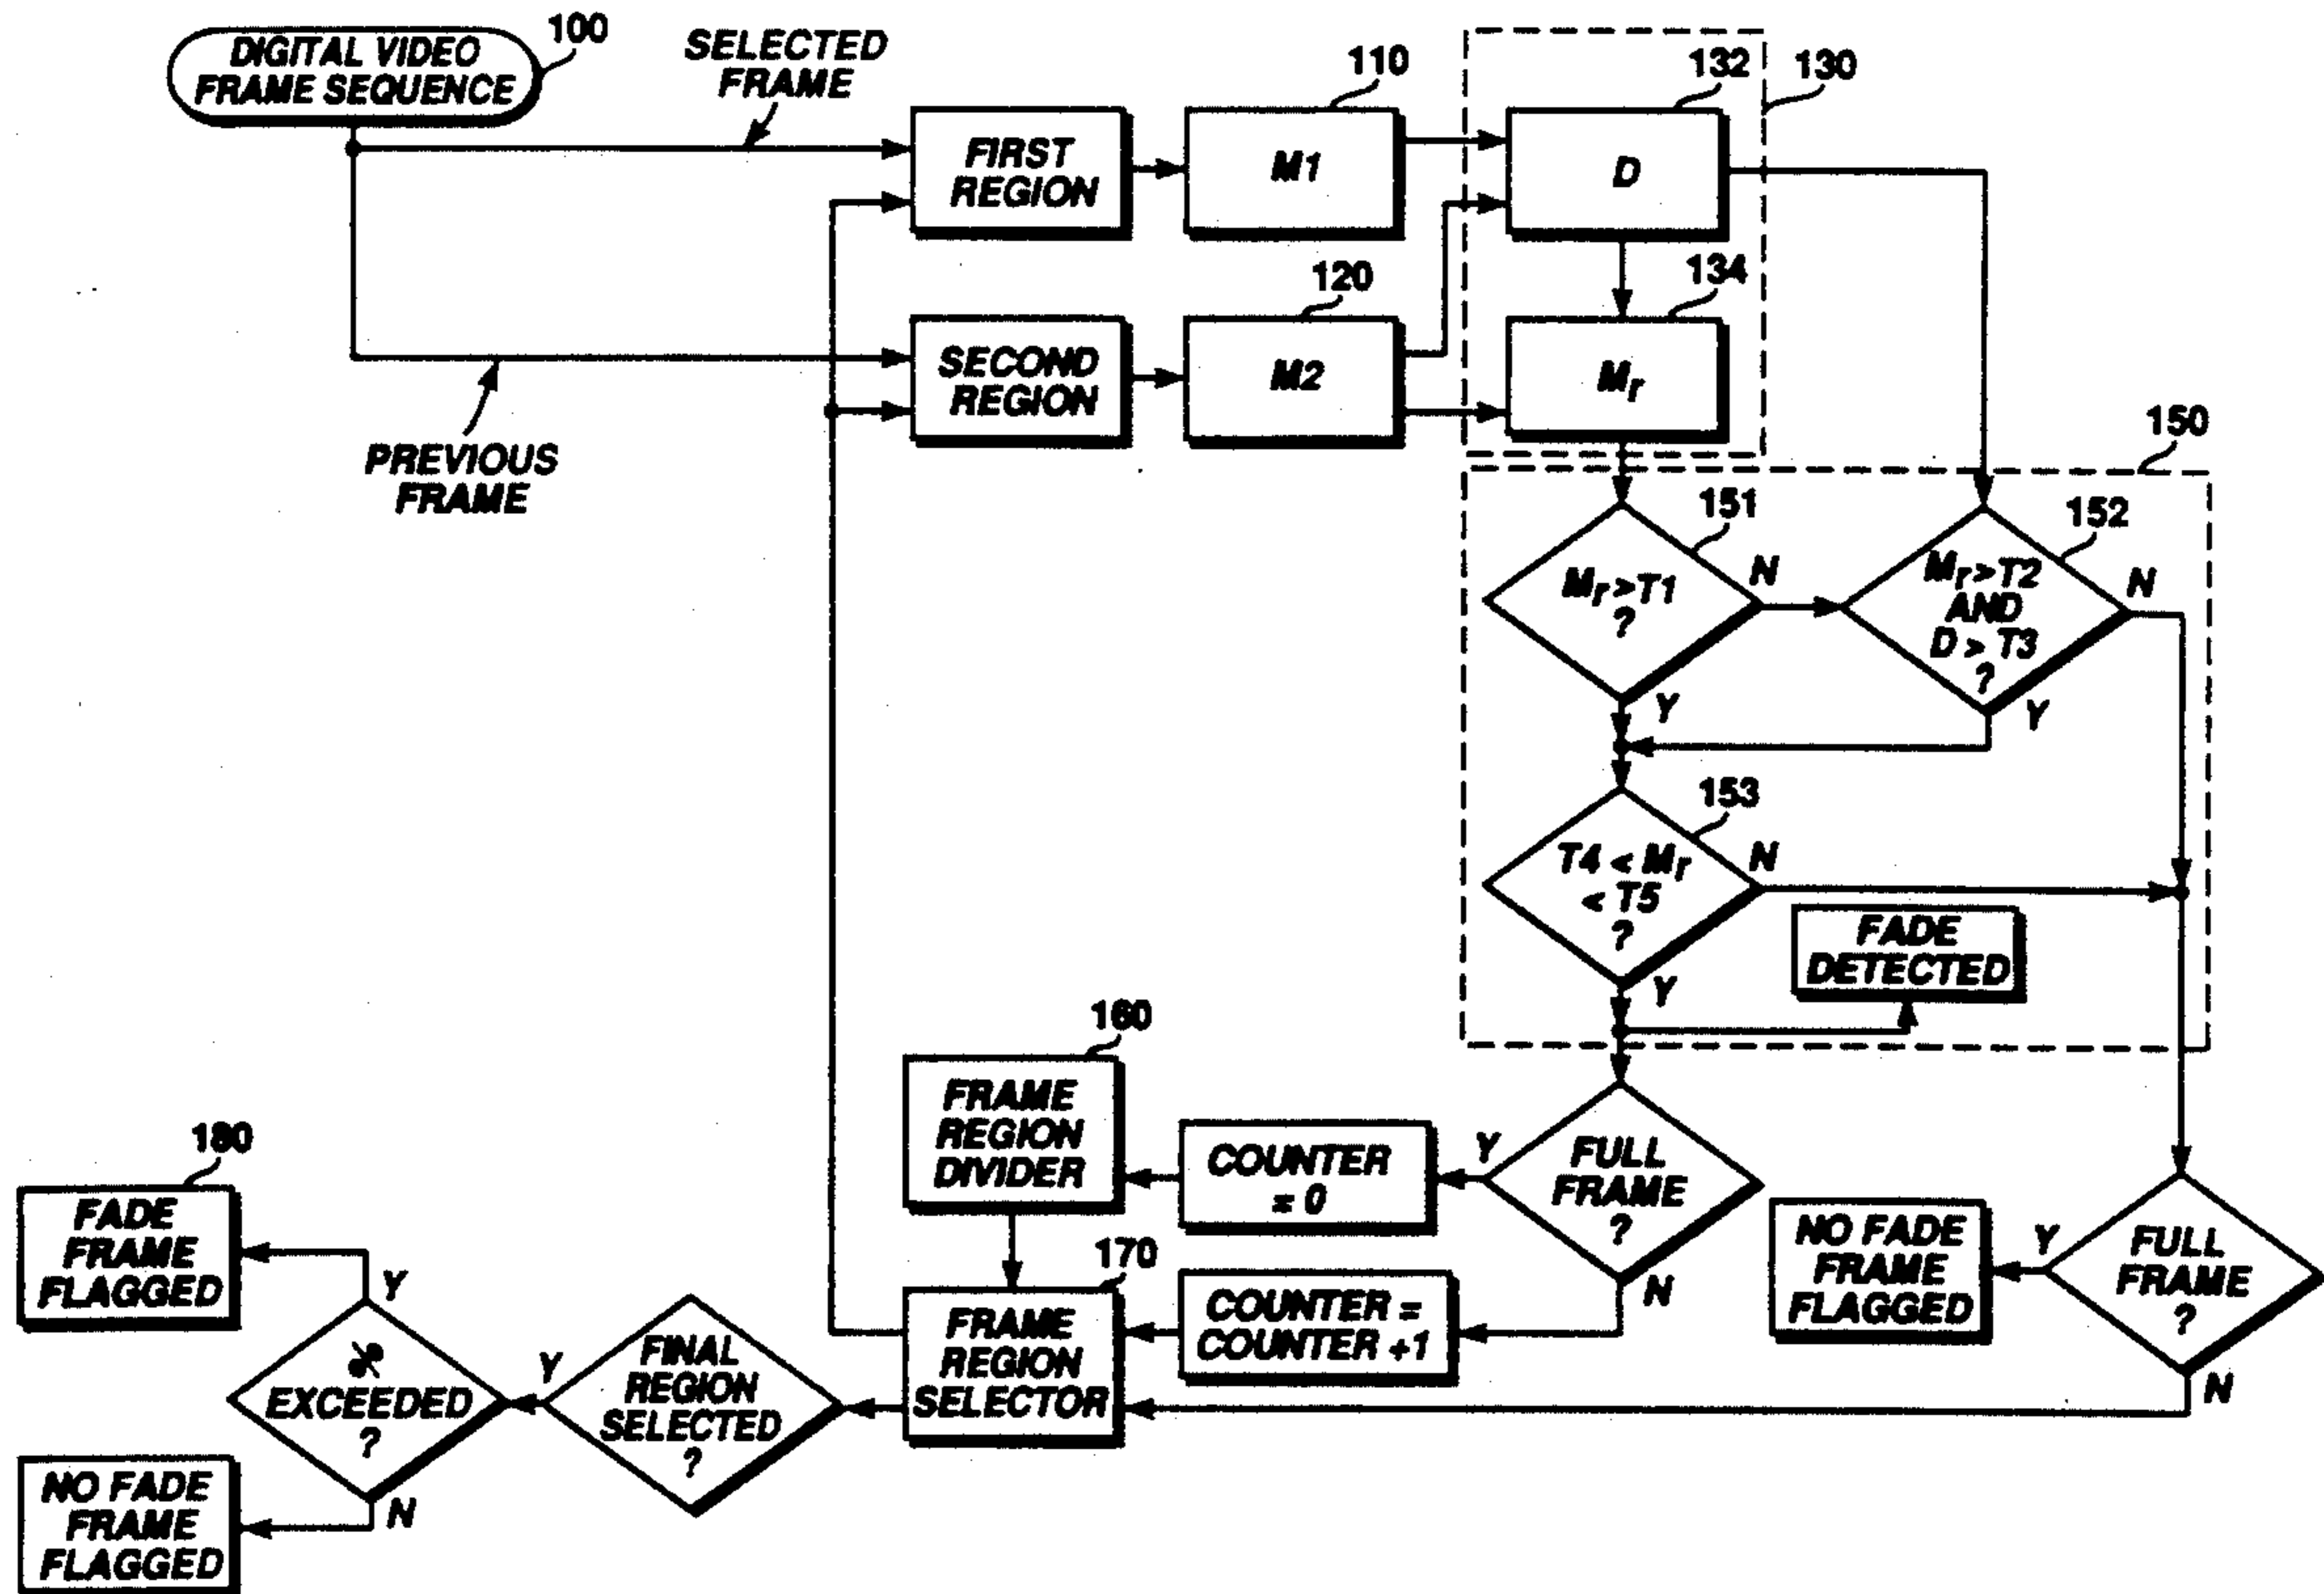 DIGITAL VIDEO
FRAME SEQUENCE
100
SELECTED
FRAME
PREVIOUS
FRAME
FIRST
REGION
110
M1
SECOND
REGION
120
M2
130
132
D
134
Mr
150
151
Mr>T1
?
N
Y
152
Mr>T2
AND
D > T3
?
N
Y
153
T4 < Mr
< T5
?
N
Y
FADE
DETECTED
FULL
FRAME
?
Y
N
FULL
FRAME
?
Y
N
NO FADE
FRAME
FLAGGED
COUNTER
= 0
COUNTER =
COUNTER +1
160
FRAME
REGION
DIVIDER
170
FRAME
REGION
SELECTOR
FINAL
REGION
SELECTED
?
Y
%
EXCEEDED
?
Y
N
180
FADE
FRAME
FLAGGED
NO FADE
FRAME
FLAGGED